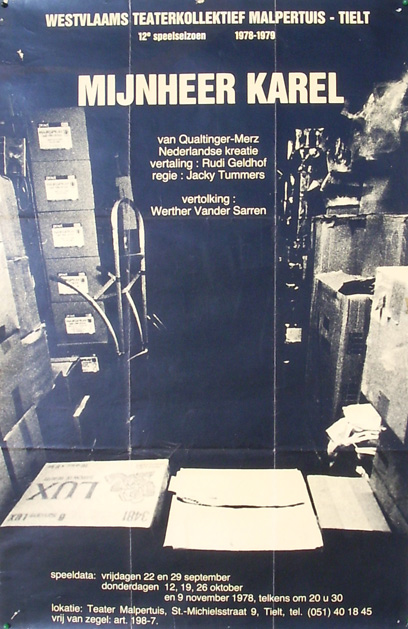 WESTVLAAMS TEATERKOLLEKTIEF MALPERTUIS - TIELT
12e speelseizoen 1978-1979
MIJNHEER KAREL
van Qualtinger-Merz
Nederlandse kreatie
vertaling : Rudi Geldhof
regie : Jacky Tummers
vertolking :
Werther Vander Sarren
LUX
3481
speeldata: vrijdagen 22 en 29 september
donderdagen 12, 19, 26 oktober
en 9 november 1978, telkens om 20 u 30
lokatie: Teater Malpertuis, St.-Michielsstraat 9, Tielt, tel. (051) 40 18 45
vrij van zegel: art. 198-7.